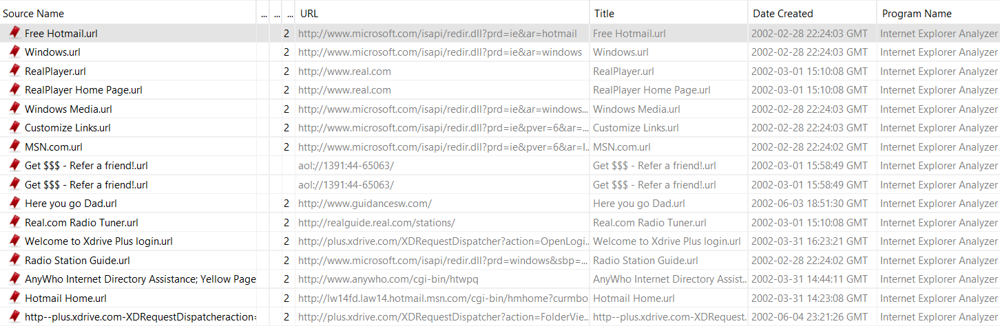 Source Name ... ... ... URL Title Date Created Program Name
Free Hotmail.url 2 http://www.microsoft.com/isapi/redir.dll?prd=ie&ar=hotmail Free Hotmail.url 2002-02-28 22:24:03 GMT Internet Explorer Analyzer
Windows.url 2 http://www.microsoft.com/isapi/redir.dll?prd=ie&ar=windows Windows.url 2002-02-28 22:24:03 GMT Internet Explorer Analyzer
RealPlayer.url 2 http://www.real.com RealPlayer.url 2002-03-01 15:10:08 GMT Internet Explorer Analyzer
RealPlayer Home Page.url 2 http://www.real.com RealPlayer Home Page.url 2002-03-01 15:10:08 GMT Internet Explorer Analyzer
Windows Media.url 2 http://www.microsoft.com/isapi/redir.dll?prd=ie&ar=windows... Windows Media.url 2002-02-28 22:24:03 GMT Internet Explorer Analyzer
Customize Links.url 2 http://www.microsoft.com/isapi/redir.dll?prd=ie&pver=6&ar=... Customize Links.url 2002-02-28 22:24:03 GMT Internet Explorer Analyzer
MSN.com.url 2 http://www.microsoft.com/isapi/redir.dll?prd=ie&pver=6&ar=I... MSN.com.url 2002-02-28 22:24:02 GMT Internet Explorer Analyzer
Get $$$ - Refer a friend!.url aol://1391:44-65063/ Get $$$ - Refer a friend!.url 2002-03-01 15:58:49 GMT Internet Explorer Analyzer
Get $$$ - Refer a friend!.url aol://1391:44-65063/ Get $$$ - Refer a friend!.url 2002-03-01 15:58:49 GMT Internet Explorer Analyzer
Here you go Dad.url 2 http://www.guidancesw.com/ Here you go Dad.url 2002-06-03 18:51:30 GMT Internet Explorer Analyzer
Real.com Radio Tuner.url 2 http://realguide.real.com/stations/ Real.com Radio Tuner.url 2002-03-01 15:10:08 GMT Internet Explorer Analyzer
Welcome to Xdrive Plus login.url 2 http://plus.xdrive.com/XDRequestDispatcher?action=OpenLogi... Welcome to Xdrive Plus login.url 2002-03-31 16:23:21 GMT Internet Explorer Analyzer
Radio Station Guide.url 2 http://www.microsoft.com/isapi/redir.dll?prd=windows&sbp=... Radio Station Guide.url 2002-02-28 22:24:02 GMT Internet Explorer Analyzer
AnyWho Internet Directory Assistance; Yellow Page 2 http://www.anywho.com/cgi-bin/htwpq AnyWho Internet Directory Assist... 2002-03-31 14:44:11 GMT Internet Explorer Analyzer
Hotmail Home.url 2 http://lw14fd.law14.hotmail.msn.com/cgi-bin/hmhome?curmbo Hotmail Home.url 2002-03-31 14:23:08 GMT Internet Explorer Analyzer
http--plus.xdrive.com-XDRequestDispatcheraction= 2 http://plus.xdrive.com/XDRequestDispatcher?action=FolderVie... http--plus.xdrive.com-XDRequest... 2002-06-04 23:21:26 GMT Internet Explorer Analyzer